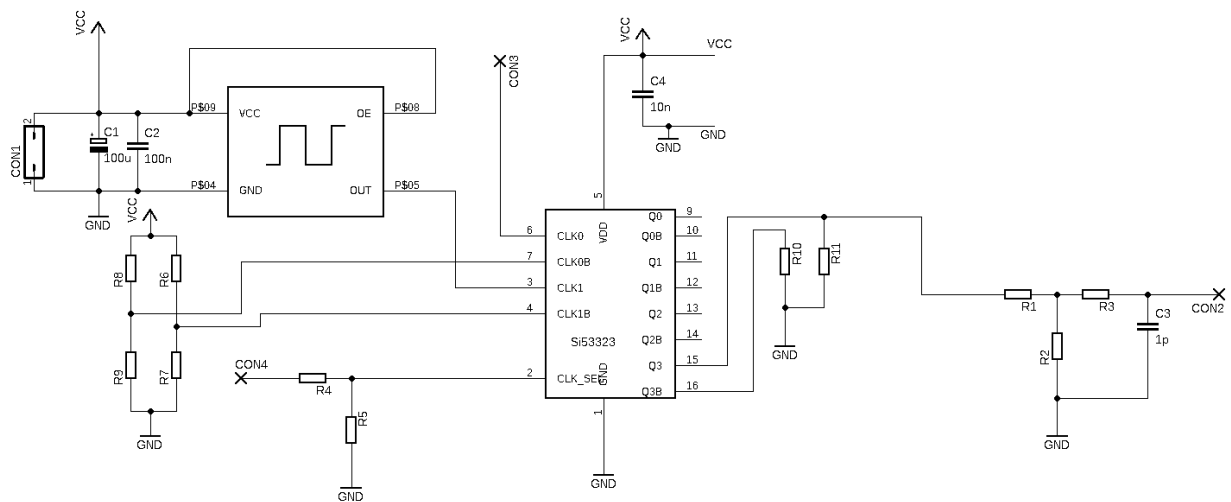 VCC
CON1
2
1
C1
100u
C2
100n
P$09
P$04
VCC
GND
OE
OUT
P$08
P$05
GND
VCC
R8
R6
R9
R7
GND
CON3
CON4
R4
R5
GND
VCC
VCC
C4
10n
GND
GND
5
VDD
6
CLK0
7
CLK0B
3
CLK1
4
CLK1B
2
CLK_SEL
Si53323
GND
1
GND
Q0
9
Q0B
10
Q1
11
Q1B
12
Q2
13
Q2B
14
Q3
15
Q3B
16
R10
R11
GND
R1
R3
R2
C3
1p
CON2
GND